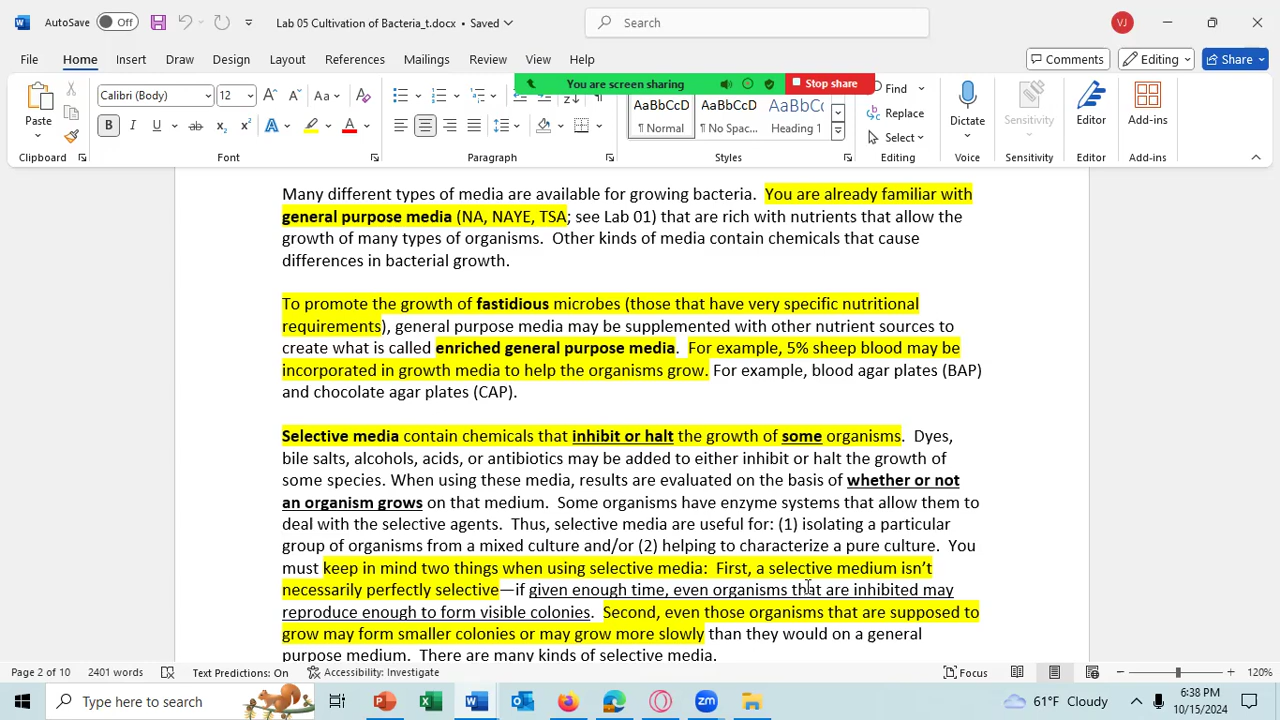 AutoSave Off Lab 05 Cultivation of Bacteria_t.docx • Saved Search VJ
File Home Insert Draw Design Layout References Mailings Review View Help Comments Editing Share
You are screen sharing Stop share
Paste Calibri (Body) 12 Aa AaBbCcD AaBbCcD AaBbC Find Replace Select Dictate Sensitivity Editor Add-ins
Normal No Spac... Heading 1
Clipboard Font Paragraph Styles Editing Voice Sensitivity Editor Add-ins
Many different types of media are available for growing bacteria. You are already familiar with
general purpose media (NA, NAYE, TSA; see Lab 01) that are rich with nutrients that allow the
growth of many types of organisms. Other kinds of media contain chemicals that cause
differences in bacterial growth.
To promote the growth of fastidious microbes (those that have very specific nutritional
requirements), general purpose media may be supplemented with other nutrient sources to
create what is called enriched general purpose media. For example, 5% sheep blood may be
incorporated in growth media to help the organisms grow. For example, blood agar plates (BAP)
and chocolate agar plates (CAP).
Selective media contain chemicals that inhibit or halt the growth of some organisms. Dyes,
bile salts, alcohols, acids, or antibiotics may be added to either inhibit or halt the growth of
some species. When using these media, results are evaluated on the basis of whether or not
an organism grows on that medium. Some organisms have enzyme systems that allow them to
deal with the selective agents. Thus, selective media are useful for: (1) isolating a particular
group of organisms from a mixed culture and/or (2) helping to characterize a pure culture. You
must keep in mind two things when using selective media: First, a selective medium isn't
necessarily perfectly selective—if given enough time, even organisms that are inhibited may
reproduce enough to form visible colonies. Second, even those organisms that are supposed to
grow may form smaller colonies or may grow more slowly than they would on a general
purpose medium. There are many kinds of selective media.
Page 2 of 10 2401 words Text Predictions: On Accessibility: Investigate Focus 120%
Type here to search 61°F Cloudy 6:38 PM
10/15/2024